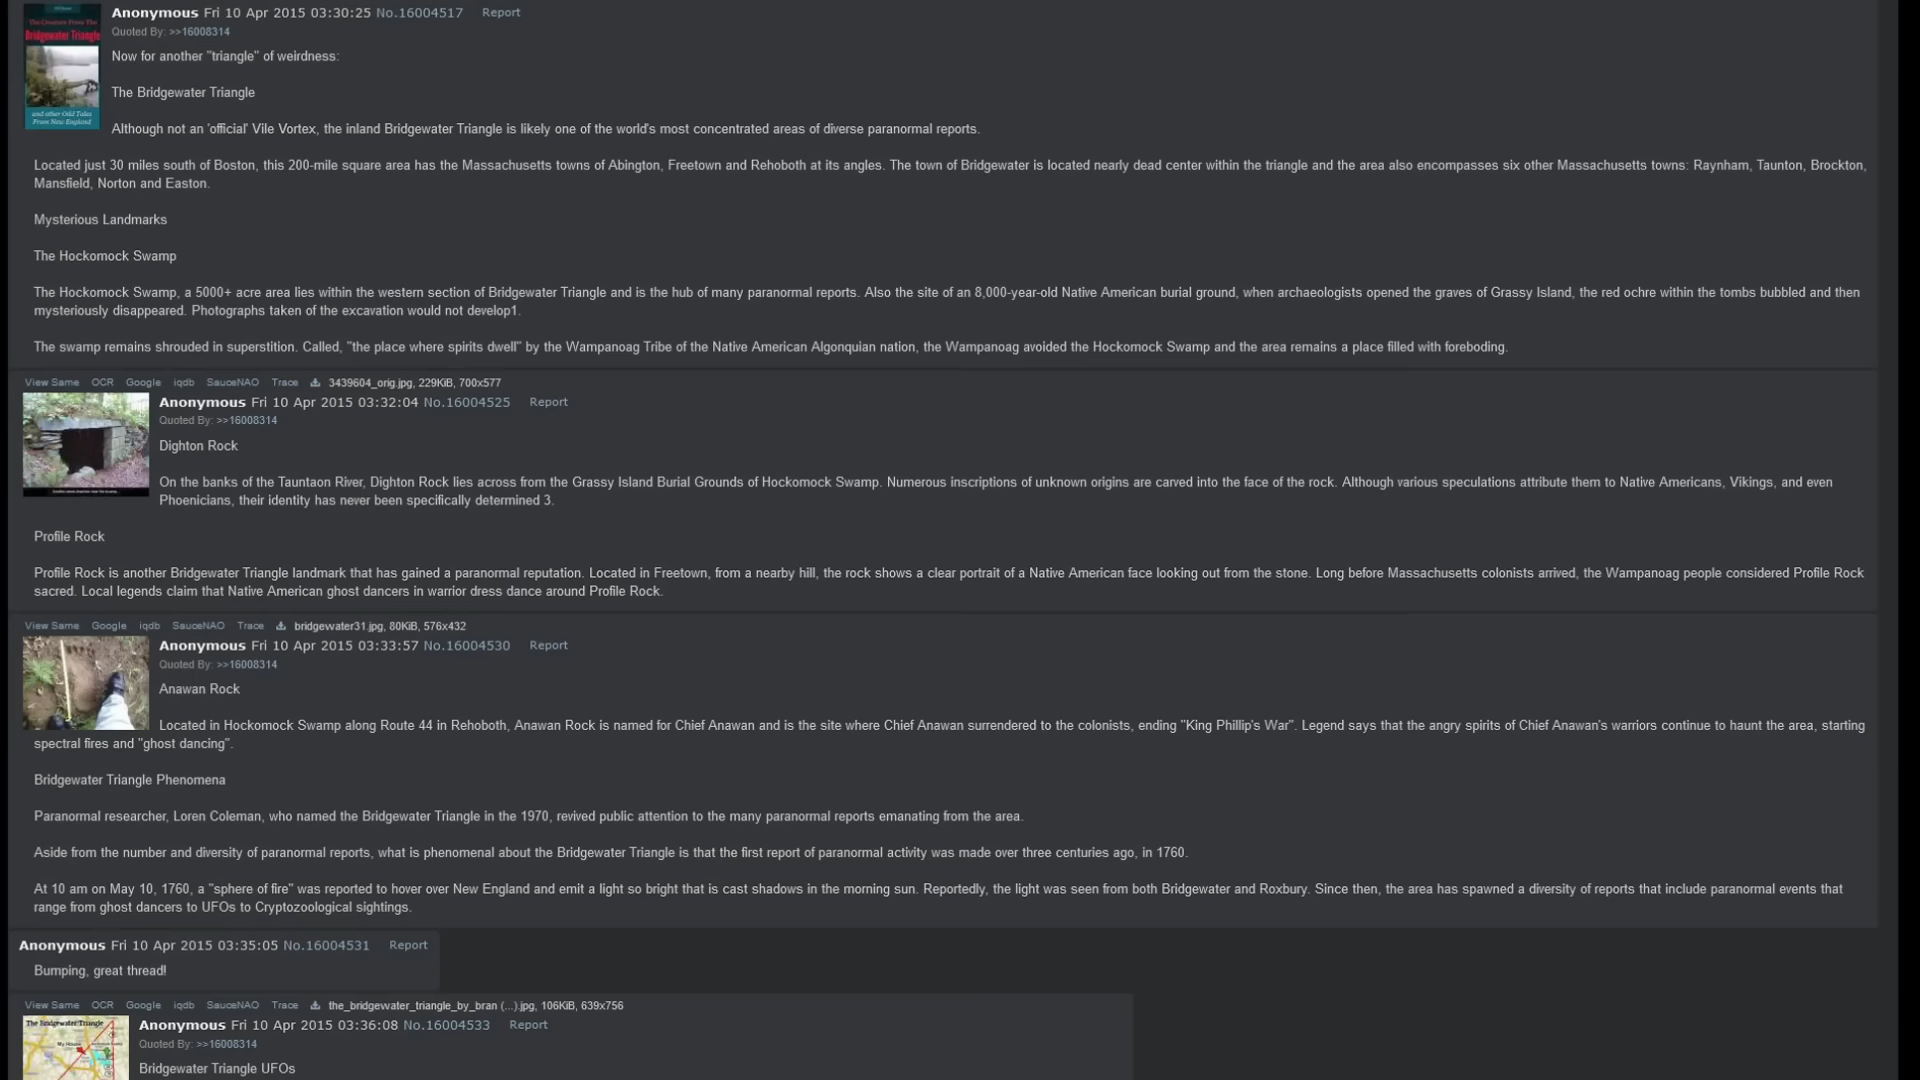 The Creature From The
Bridgewater Triangle
and other Odd Tales
From New England
Anonymous Fri 10 Apr 2015 03:30:25 No.16004517 Report
Quoted By: >>16008314
Now for another "triangle" of weirdness:
The Bridgewater Triangle
Although not an 'official' Vile Vortex, the inland Bridgewater Triangle is likely one of the world's most concentrated areas of diverse paranormal reports.
Located just 30 miles south of Boston, this 200-mile square area has the Massachusetts towns of Abington, Freetown and Rehoboth at its angles. The town of Bridgewater is located nearly dead center within the triangle and the area also encompasses six other Massachusetts towns: Raynham, Taunton, Brockton,
Mansfield, Norton and Easton.
Mysterious Landmarks
The Hockomock Swamp
The Hockomock Swamp, a 5000+ acre area lies within the western section of Bridgewater Triangle and is the hub of many paranormal reports. Also the site of an 8,000-year-old Native American burial ground, when archaeologists opened the graves of Grassy Island, the red ochre within the tombs bubbled and then
mysteriously disappeared. Photographs taken of the excavation would not develop1.
The swamp remains shrouded in superstition. Called, "the place where spirits dwell" by the Wampanoag Tribe of the Native American Algonquian nation, the Wampanoag avoided the Hockomock Swamp and the area remains a place filled with foreboding.
View Same OCR Google iqdb SauceNAO Trace 3439604_orig.jpg, 229KiB, 700x577
Anonymous Fri 10 Apr 2015 03:32:04 No.16004525 Report
Quoted By: >>16008314
Dighton Rock
On the banks of the Tauntaon River, Dighton Rock lies across from the Grassy Island Burial Grounds of Hockomock Swamp. Numerous inscriptions of unknown origins are carved into the face of the rock. Although various speculations attribute them to Native Americans, Vikings, and even
Phoenicians, their identity has never been specifically determined 3.
Profile Rock
Profile Rock is another Bridgewater Triangle landmark that has gained a paranormal reputation. Located in Freetown, from a nearby hill, the rock shows a clear portrait of a Native American face looking out from the stone. Long before Massachusetts colonists arrived, the Wampanoag people considered Profile Rock
sacred. Local legends claim that Native American ghost dancers in warrior dress dance around Profile Rock.
View Same Google iqdb SauceNAO Trace bridgewater31.jpg, 80KiB, 576x432
Anonymous Fri 10 Apr 2015 03:33:57 No.16004530 Report
Quoted By: >>16008314
Anawan Rock
Located in Hockomock Swamp along Route 44 in Rehoboth, Anawan Rock is named for Chief Anawan and is the site where Chief Anawan surrendered to the colonists, ending "King Phillip's War". Legend says that the angry spirits of Chief Anawan's warriors continue to haunt the area, starting
spectral fires and "ghost dancing".
Bridgewater Triangle Phenomena
Paranormal researcher, Loren Coleman, who named the Bridgewater Triangle in the 1970, revived public attention to the many paranormal reports emanating from the area.
Aside from the number and diversity of paranormal reports, what is phenomenal about the Bridgewater Triangle is that the first report of paranormal activity was made over three centuries ago, in 1760.
At 10 am on May 10, 1760, a "sphere of fire" was reported to hover over New England and emit a light so bright that is cast shadows in the morning sun. Reportedly, the light was seen from both Bridgewater and Roxbury. Since then, the area has spawned a diversity of reports that include paranormal events that
range from ghost dancers to UFOs to Cryptozoological sightings.
Anonymous Fri 10 Apr 2015 03:35:05 No.16004531 Report
Bumping, great thread!
View Same OCR Google iqdb SauceNAO Trace the_bridgewater_triangle_by_bran (...).jpg, 106KiB, 639x756
The Bridgewater Triangle
My House
Anonymous Fri 10 Apr 2015 03:36:08 No.16004533 Report
Quoted By: >>16008314
Bridgewater Triangle UFOs